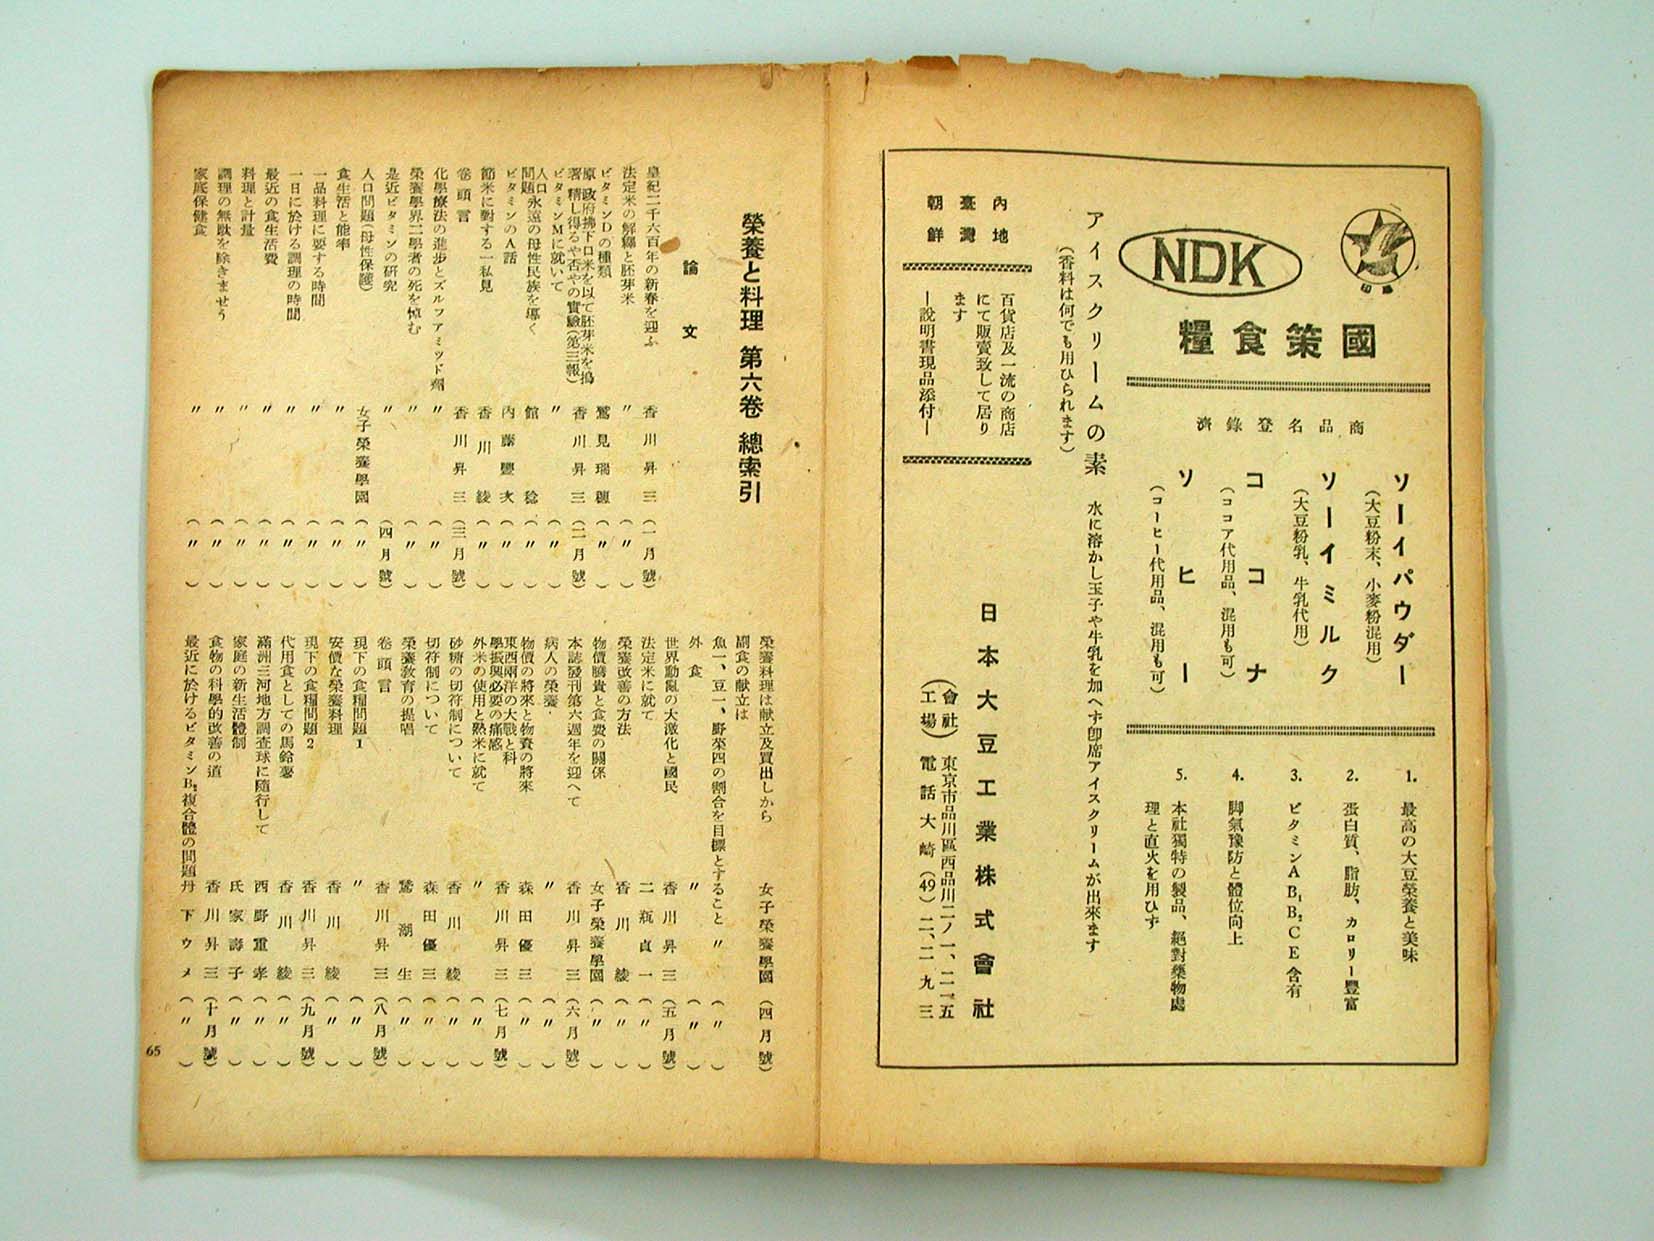 印鳩
NDK
國策食糧
商品名登錄濟
ソーイパウダー
(大豆粉末、小麥粉混用)
ソーイミルク
(大豆粉乳、牛乳代用)
ココナ
(ココア代用品、混用も可)
ソヒー
(コーヒー代用品、混用も可)
1. 最高の大豆榮養と美味
2. 蛋白質、脂肪、カロリー豐富
3. ビタミンAB₁B₂CE含有
4. 脚氣豫防と體位向上
5. 本社獨特の製品、絕對藥物處
理と直火を用ひず
アイスクリームの素 水に溶かし玉子や牛乳を加へず卽席アイスクリームが出來ます
(香料は何でも用ひられます)
內地
臺灣
朝鮮
百貨店及一流の商店
にて販賣致して居り
ます
―說明書現品添付―
日本大豆工業株式會社
(會社) 東京市品川區西品川二ノ一、二一五
(工場) 電話大崎(49)二、二一九三
榮養と料理 第六卷 總索引
論文
皇紀二千六百年の新春を迎ふ 香川昇三(一月號)
法定米の解釋と胚芽米 〃(〃)
ビタミンDの種類 鷲見瑞穗(〃)
原著 政府拂下口米を以て胚芽米を搗精し得るや否やの實驗(第三報) 香川昇三(二月號)
ビタミンMに就いて 〃(〃)
人口問題 永遠の母性民族を導く 館稔(〃)
ビタミンのA話 內藤豐次(〃)
節米に對する一私見 香川綾(〃)
卷頭言 香川昇三(三月號)
化學療法の進步とズルフアミツド劑 〃(〃)
榮養學界二學者の死を悼む 〃(〃)
是近ビタミンの研究 〃(四月號)
人口問題(母性保護) 女子榮養學園(〃)
食生活と能率 〃(〃)
一品料理に要する時間 〃(〃)
一日に於ける調理の時間 〃(〃)
最近の食生活費 〃(〃)
料理と計量 〃(〃)
調理の無駄を除きませう 〃(〃)
家庭保健食 〃(〃)
榮養料理は献立及買出しから 女子榮養學園(四月號)
副食の献立は
魚一、豆一、野菜四の割合を目標とすること 〃(〃)
外食 〃(〃)
世界動亂の大激化と國民 香川昇三(五月號)
法定米に就て 二瓶貞一(〃)
榮養改善の方法 香川綾(〃)
物價騰貴と食費の關係 女子榮養學園(〃)
本誌發刊第六週年を迎へて 香川昇三(六月號)
病人の榮養 〃(〃)
物價の將來と物資の將來 森田優三(〃)
東西兩洋の大戰と科學振興必要の痛感 香川昇三(七月號)
外米の使用と熟米に就て 〃(〃)
砂糖の切符制について 香川綾(〃)
切符制について 森田優三(〃)
榮養敎育の提唱 鷲湖生(〃)
卷頭言 香川昇三(八月號)
現下の食糧問題1 〃(〃)
安價な榮養料理 香川綾(〃)
現下の食糧問題2 香川昇三(九月號)
代用食としての馬鈴薯 香川綾(〃)
滿洲三河地方調查球に隨行して 西野重孝(〃)
家庭の新生活體制 氏家壽子(〃)
食物の科學的改善の道 香川昇三(十月號)
最近に於けるビタミンB₂複合體の問題 丹下ウメ(〃)
65